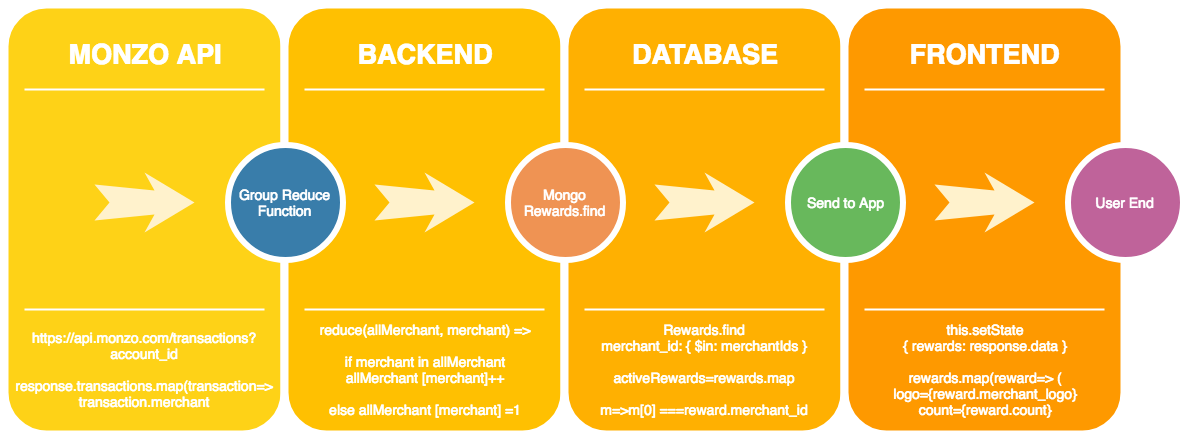 MONZO API
BACKEND
DATABASE
FRONTEND
Group Reduce
Function
Mongo
Rewards.find
Send to App
User End
https://api.monzo.com/transactions?
account_id
response.transactions.map(transaction=>
transaction.merchant
reduce(allMerchant, merchant) =>
if merchant in allMerchant
allMerchant [merchant]++
else allMerchant [merchant] =1
Rewards.find
merchant_id: { $in: merchantIds }
activeRewards=rewards.map
m=>m[0] ===reward.merchant_id
this.setState
{ rewards: response.data }
rewards.map(reward=> (
logo={reward.merchant_logo}
count={reward.count}